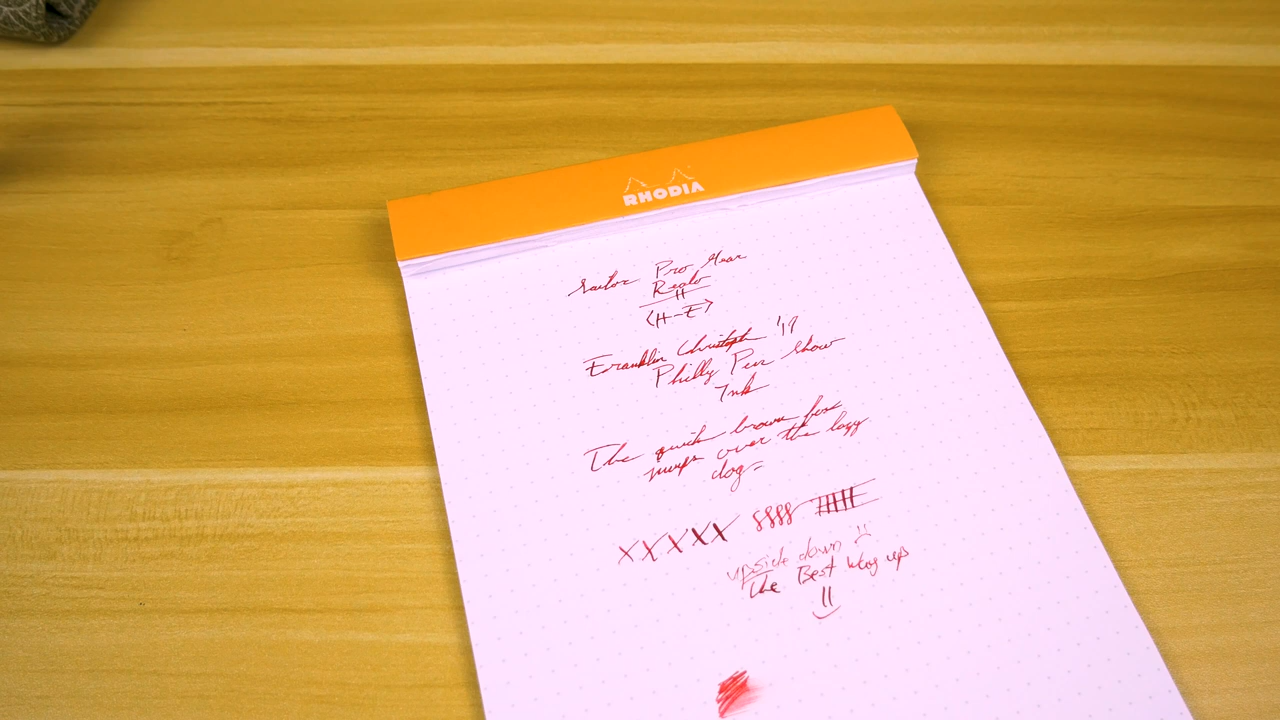 RHODIA
Sailor Pro Gear
Realo
H
<H-E>
Franklin Christoph '17
Philly Pen Show
Ink
The quick brown fox
jumps over the lazy
dog=
XXXXX
upside down
the Best way up